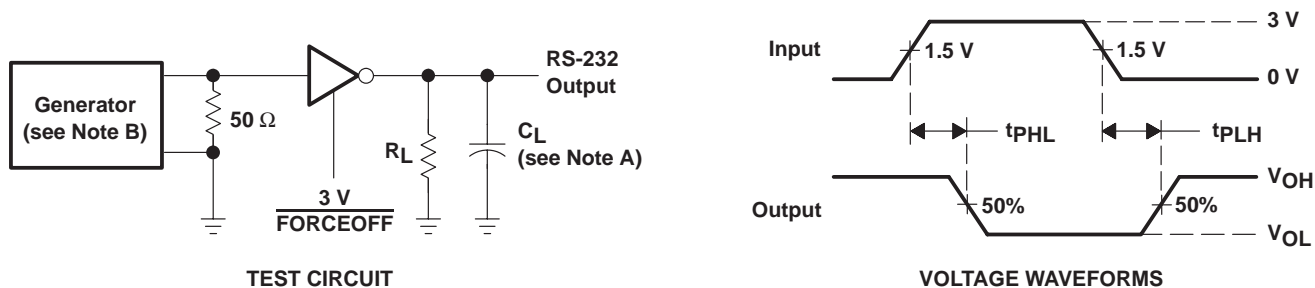 Generator
(see Note B)
50 Ω
3 V
FORCEOFF
RL
CL
(see Note A)
RS-232
Output
TEST CIRCUIT
Input
1.5 V
1.5 V
3 V
0 V
tPHL
tPLH
Output
50%
50%
VOH
VOL
VOLTAGE WAVEFORMS